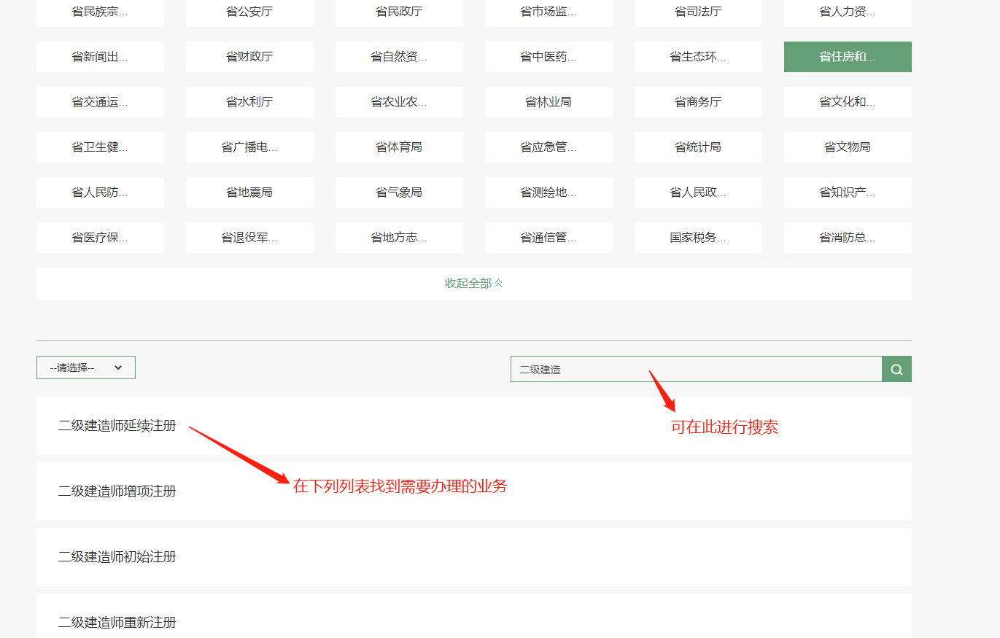 省民族宗... 省公安厅 省民政厅 省市场监... 省司法厅 省人力资...
省新闻出... 省财政厅 省自然资... 省中医药... 省生态环... 省住房和...
省交通运... 省水利厅 省农业农... 省林业局 省商务厅 省文化和...
省卫生健... 省广播电... 省体育局 省应急管... 省统计局 省文物局
省人民防... 省地震局 省气象局 省测绘地... 省人民政... 省知识产...
省医疗保... 省退役军... 省地方志... 省通信管... 国家税务... 省消防总...
收起全部
--请选择-- 二级建造
二级建造师延续注册 可在此进行搜索
在下列列表找到需要办理的业务
二级建造师增项注册
二级建造师初始注册
二级建造师重新注册